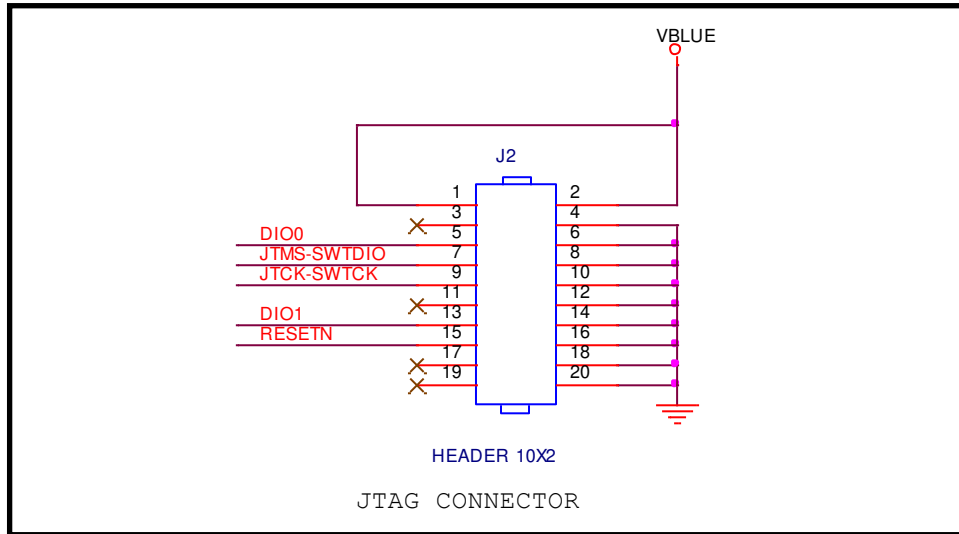 VBLUE
J2
1 2
3 4
DIO0 5 6
JTMS-SWTDIO 7 8
JTCK-SWTCK 9 10
11 12
DIO1 13 14
RESETN 15 16
17 18
19 20
HEADER 10X2
JTAG CONNECTOR